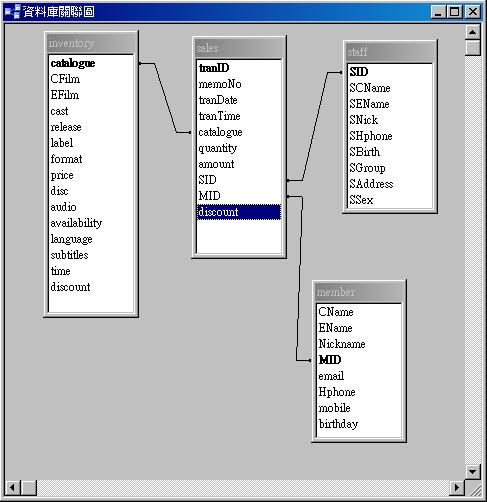 資料庫關聯圖
inventory
catalogue
CFilm
EFilm
cast
release
label
format
price
disc
audio
availability
language
subtitles
time
discount
sales
tranID
memoNo
tranDate
tranTime
catalogue
quantity
amount
SID
MID
discount
staff
SID
SCName
SEName
SNick
SHphone
SBirth
SGroup
SAddress
SSex
member
CName
EName
Nickname
MID
email
Hphone
mobile
birthday